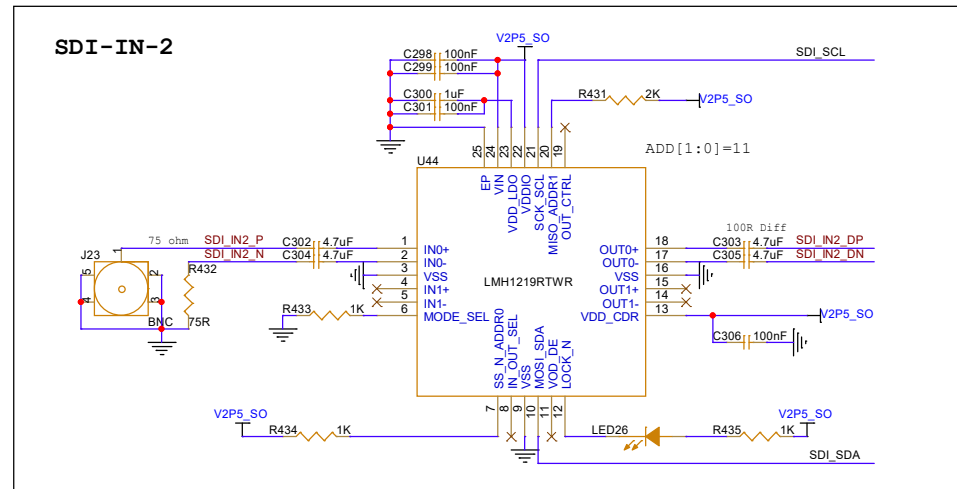 SDI-IN-2
V2P5_SO
SDI_SCL
C298 100nF
C299 100nF
C300 1uF
C301 100nF
R431 2K V2P5_SO
ADD[1:0]=11
25 24 23 22 21 20 19
U44
EP
VIN
VDD_LDO
VDDIO
SCK_SCL
MISO_ADDR1
OUT_CTRL
100R Diff
75 ohm SDI_IN2_P C302 4.7uF 1 IN0+ OUT0+ 18 C303 4.7uF SDI_IN2_DP
SDI_IN2_N C304 4.7uF 2 IN0- OUT0- 17 C305 4.7uF SDI_IN2_DN
3 VSS VSS 16
4 IN1+ OUT1+ 15
5 IN1- OUT1- 14
6 MODE_SEL VDD_CDR 13 V2P5_SO
LMH1219RTWR
J23
1
5 2
4 3
BNC
R432
75R
R433 1K
C306 100nF
SS_N_ADDR0
IN_OUT_SEL
VSS
MOSI_SDA
VOD_DE
LOCK_N
7 8 9 10 11 12
V2P5_SO V2P5_SO
R434 1K LED26 R435 1K
SDI_SDA